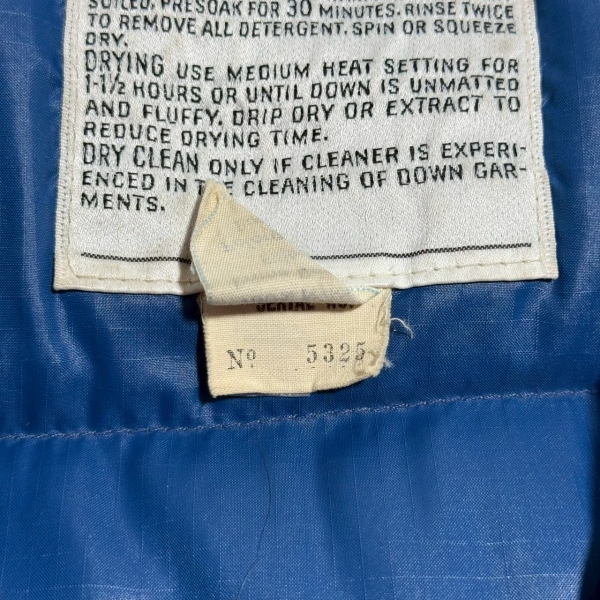 SOILED. PRESOAK FOR 30 MINUTES. RINSE TWICE
TO REMOVE ALL DETERGENT. SPIN OR SQUEEZE
DRY.
DRYING USE MEDIUM HEAT SETTING FOR
1-1/2 HOURS OR UNTIL DOWN IS UNMATTED
AND FLUFFY. DRIP DRY OR EXTRACT TO
REDUCE DRYING TIME.
DRY CLEAN ONLY IF CLEANER IS EXPERI-
ENCED IN THE CLEANING OF DOWN GAR-
MENTS.
SERIAL
Nº 5325